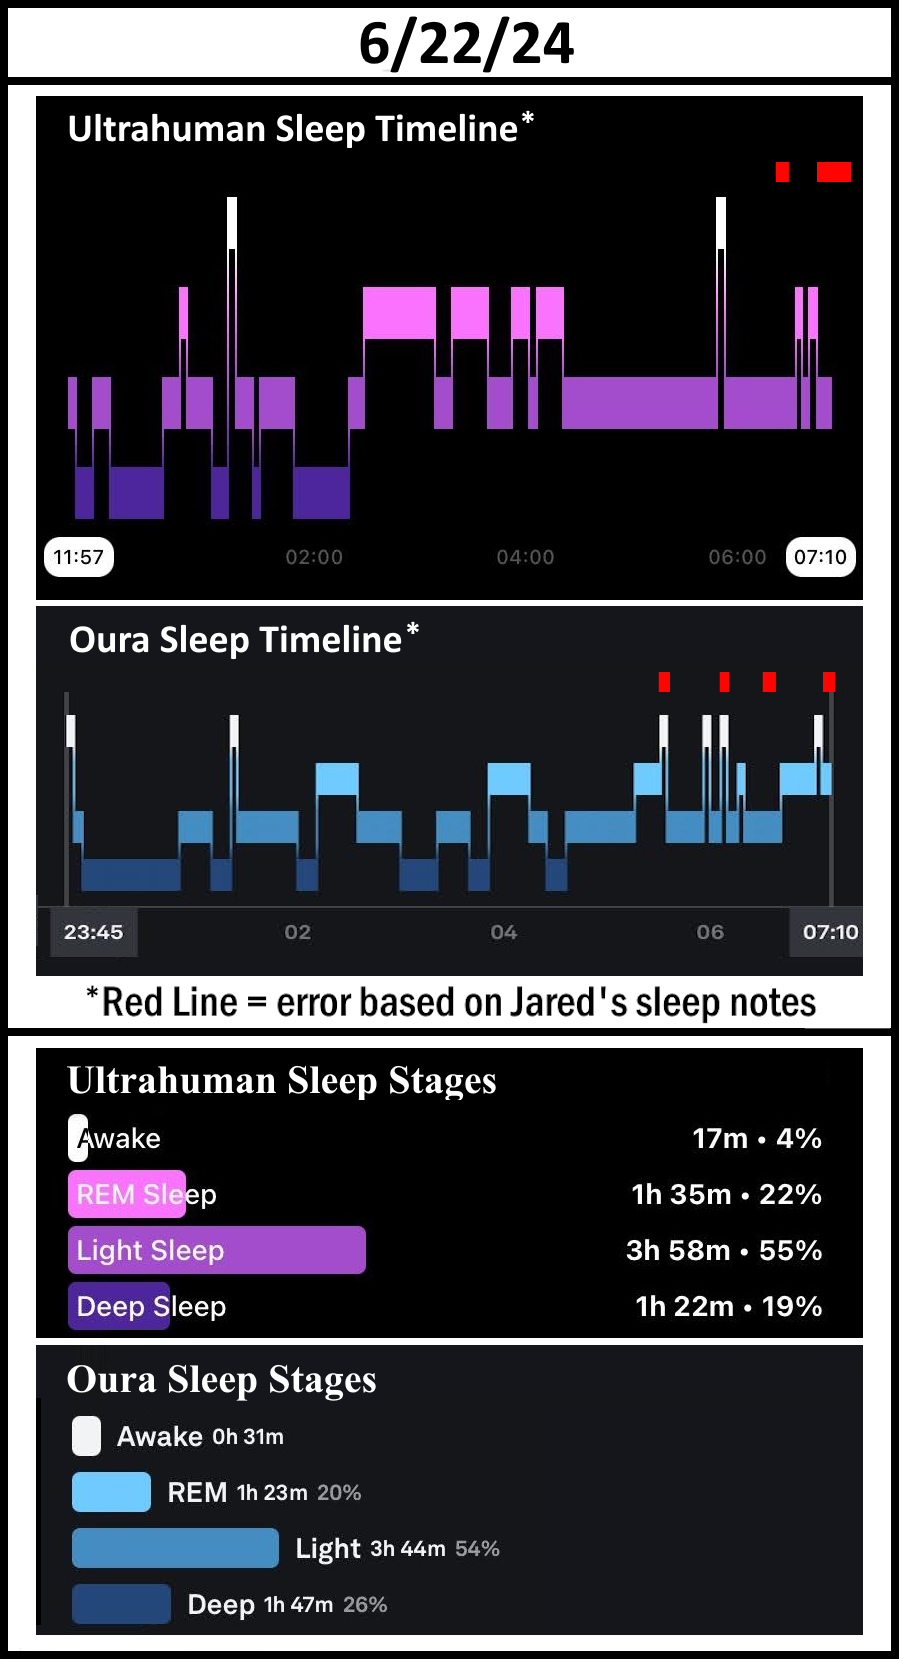 6/22/24
Ultrahuman Sleep Timeline*
11:57 02:00 04:00 06:00 07:10
Oura Sleep Timeline*
23:45 02 04 06 07:10
*Red Line = error based on Jared's sleep notes
Ultrahuman Sleep Stages
Awake 17m • 4%
REM Sleep 1h 35m • 22%
Light Sleep 3h 58m • 55%
Deep Sleep 1h 22m • 19%
Oura Sleep Stages
Awake 0h 31m
REM 1h 23m 20%
Light 3h 44m 54%
Deep 1h 47m 26%